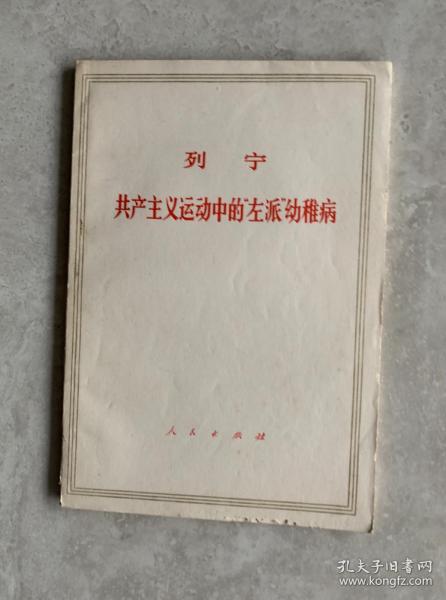 列 宁
共产主义运动中的“左派”幼稚病
人民出版社
孔夫子旧书网
www.kongfz.com